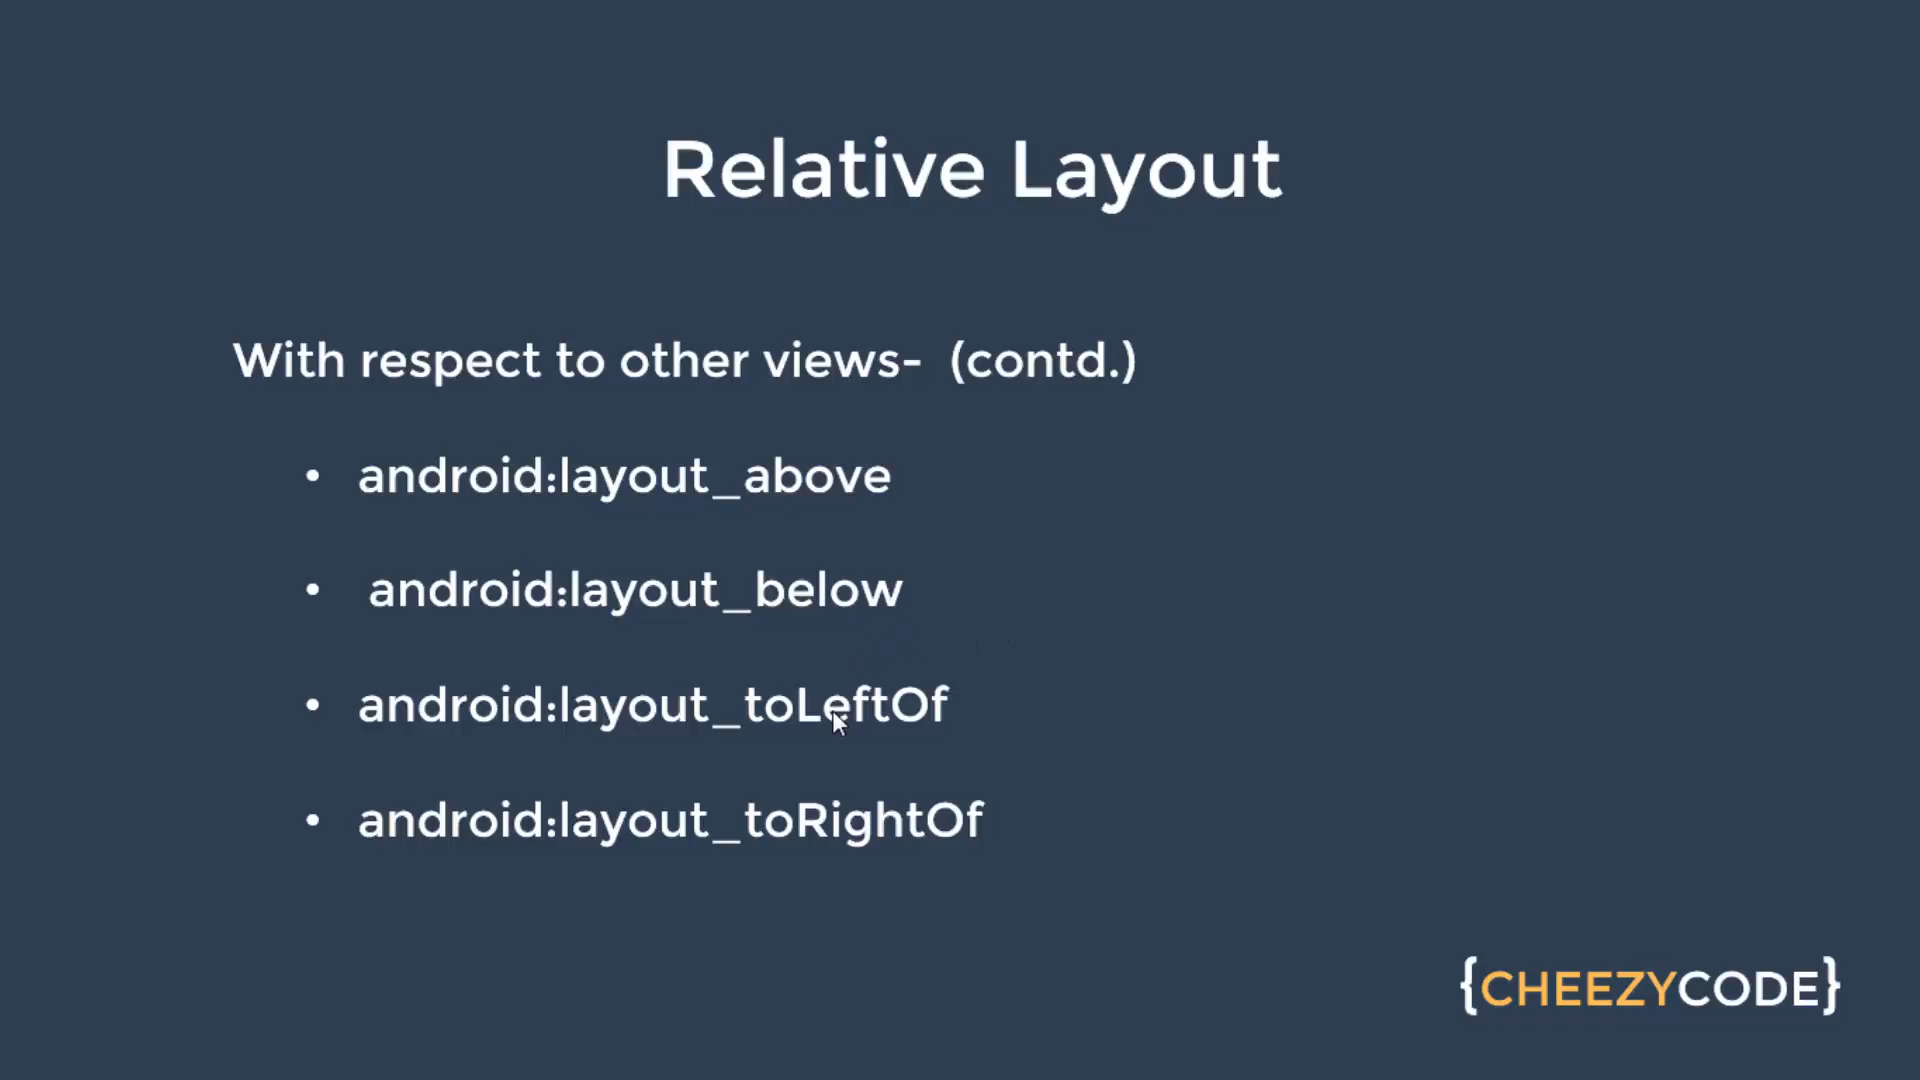 Relative Layout
With respect to other views-  (contd.)
• android:layout_above
• android:layout_below
• android:layout_toLeftOf
• android:layout_toRightOf
{CHEEZYCODE}